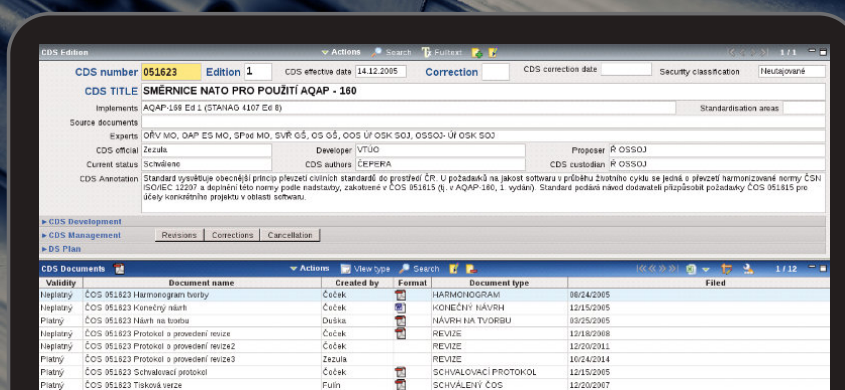 CDS Edition Actions Search Fulltext 1/1
CDS number 051623 Edition 1 CDS effective date 14.12.2005 Correction CDS correction date Security classification Neutajované
CDS TITLE SMĚRNICE NATO PRO POUŽITÍ AQAP - 160
Implements AQAP-169 Ed 1 (STANAG 4107 Ed 8) Standardisation areas
Source documents
Experts OŘV MO, OAP ES MO, SPod MO, SVŘ GŠ, OS GŠ, OOS Úř OSK SOJ, OSSOJ- Úř OSK SOJ
CDS official Zezula Developer VTÚO Proposer Ř OSSOJ
Current status Schváleno CDS authors ČEPERA CDS custodian Ř OSSOJ
CDS Annotation Standard vysvětluje obecnější princip převzetí civilních standardů do prostředí ČR. U požadavků na jakost softwaru v průběhu životního cyklu se jedná o převzetí harmonizované normy ČSN
ISO/IEC 12207 a doplnění této normy podle nadstavby, zakotvené v ČOS 051615 (tj. v AQAP-160, 1. vydání). Standard podává návod dodavateli přizpůsobit požadavky ČOS 051615 pro
účely konkrétního projektu v oblasti softwaru.
CDS Development
CDS Management Revisions Corrections Cancellation
DS Plan
CDS Documents Actions View type Search 1/12
Validity Document name Created by Format Document type Filed
Neplatný ČOS 051623 Harmonogram tvorby Čoček HARMONOGRAM 06/24/2005
Neplatný ČOS 051623 Konečný návrh Čoček KONEČNÝ NÁVRH 12/15/2005
Platný ČOS 051623 Návrh na tvorbu Duška NÁVRH NA TVORBU 03/25/2005
Neplatný ČOS 051623 Protokol o provedení revize Čoček REVIZE 12/18/2008
Neplatný ČOS 051623 Protokol o provedení revize2 Čoček REVIZE 12/20/2011
Platný ČOS 051623 Protokol o provedení revize3 Zezula REVIZE 10/24/2014
Platný ČOS 051623 Schvalovací protokol Čoček SCHVALOVACÍ PROTOKOL 12/15/2005
Platný ČOS 051623 Tisková verze Fulín SCHVÁLENÝ ČOS 12/20/2007